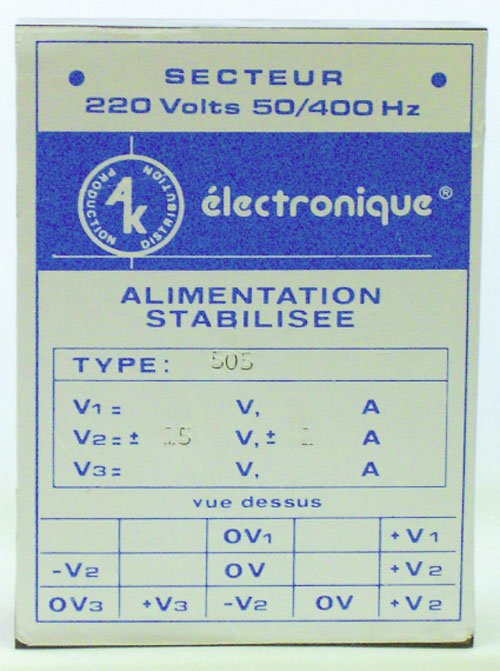 SECTEUR
220 Volts 50/400 Hz
AK
PRODUCTION
DISTRIBUTION
électronique®
ALIMENTATION
STABILISEE
TYPE: 505
V1 = V, A
V2 = ± 15 V, ± 1 A
V3 = V, A
vue dessus
0V1 +V1
-V2 0V +V2
0V3 +V3 -V2 0V +V2